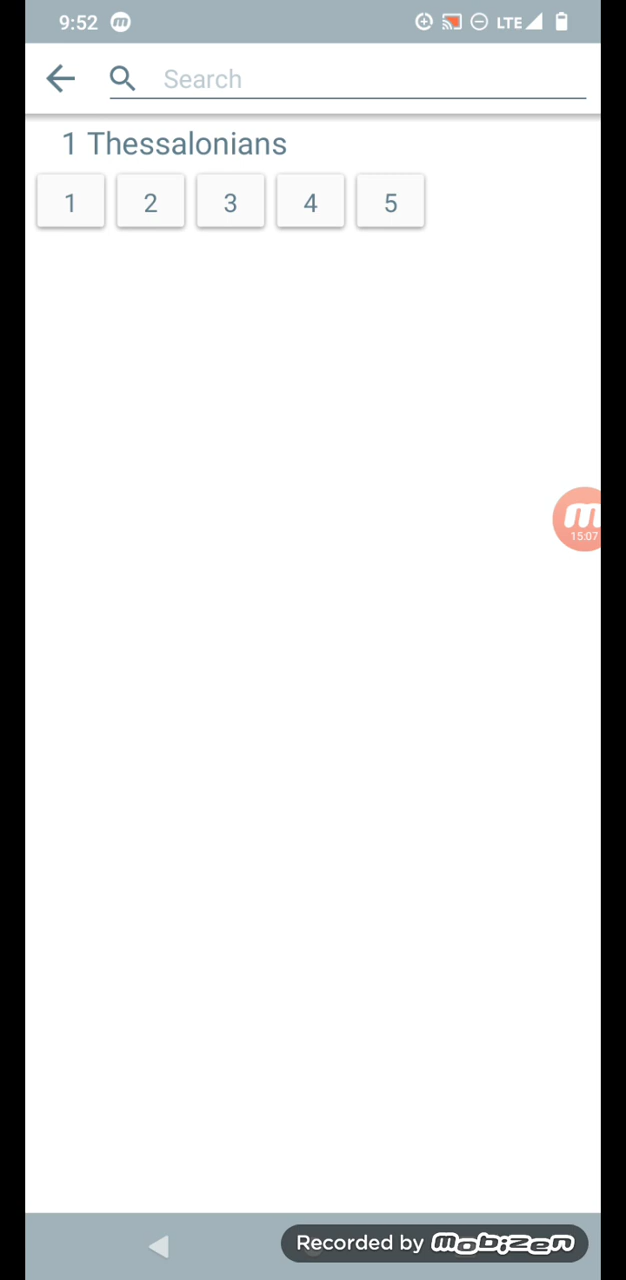 9:52 m LTE
Search
1 Thessalonians
1 2 3 4 5
m
15:07
Recorded by mobizen